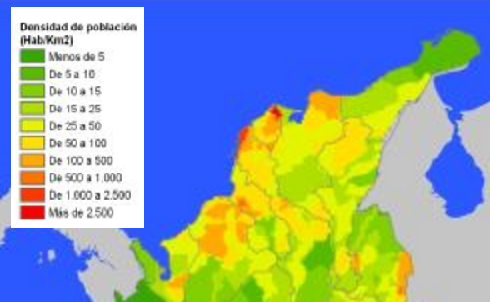 Densidad de población
(Hab/Km2)
Menos de 5
De 5 a 10
De 10 a 15
De 15 a 25
De 25 a 50
De 50 a 100
De 100 a 500
De 500 a 1.000
De 1.000 a 2.500
Más de 2.500